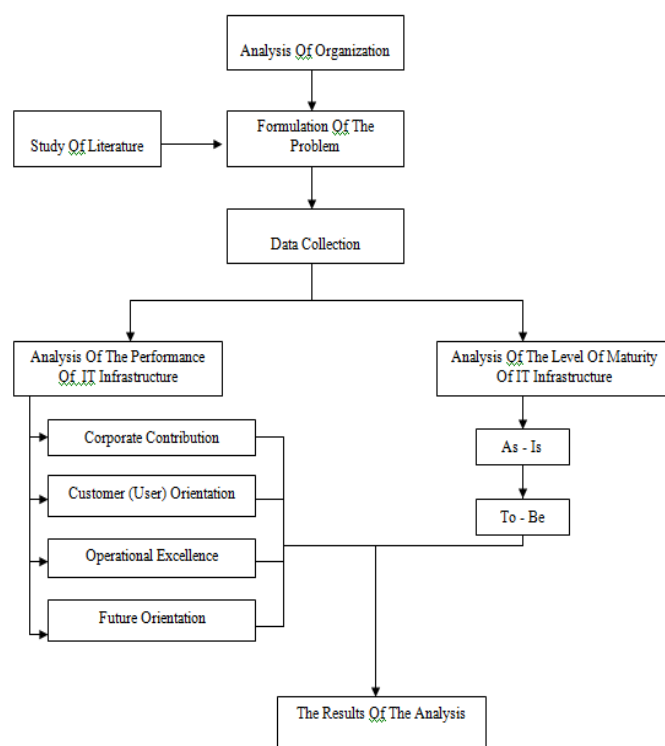 Analysis Of Organization
Study Of Literature
Formulation Of The
Problem
Data Collection
Analysis Of The Performance
Of IT Infrastructure
Analysis Of The Level Of Maturity
Of IT Infrastructure
Corporate Contribution
Customer (User) Orientation
Operational Excellence
Future Orientation
As - Is
To - Be
The Results Of The Analysis